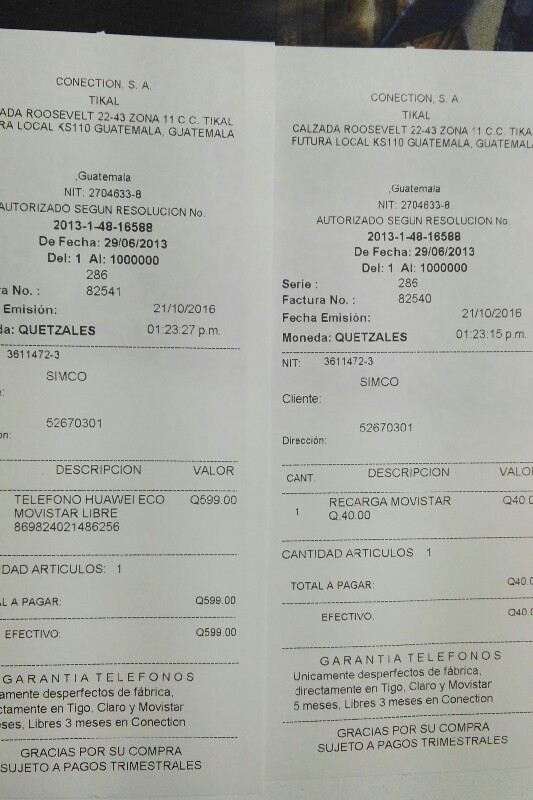 CONECTION, S. A.
TIKAL
ADA ROOSEVELT 22-43 ZONA 11 C.C. TIKAL
RA LOCAL KS110 GUATEMALA, GUATEMALA
,Guatemala
NIT: 2704633-8
AUTORIZADO SEGUN RESOLUCION No.
2013-1-48-16588
De Fecha: 29/06/2013
Del: 1 Al: 1000000
286
ra No. : 82541
Emisión: 21/10/2016
da: QUETZALES 01:23:27 p.m.
3611472-3
SIMCO
e:
52670301
on:
DESCRIPCION VALOR
TELEFONO HUAWEI ECO Q599.00
MOVISTAR LIBRE
869824021486256
DAD ARTICULOS: 1
AL A PAGAR: Q599.00
EFECTIVO: Q599.00
GARANTIA TELEFONOS
amente desperfectos de fábrica,
ctamente en Tigo, Claro y Movistar
eses, Libres 3 meses en Conection
GRACIAS POR SU COMPRA
SUJETO A PAGOS TRIMESTRALES
CONECTION, S. A.
TIKAL
CALZADA ROOSEVELT 22-43 ZONA 11 C.C. TIKA
FUTURA LOCAL KS110 GUATEMALA, GUATEMALA
,Guatemala
NIT: 2704633-8
AUTORIZADO SEGUN RESOLUCION No.
2013-1-48-16588
De Fecha: 29/06/2013
Del: 1 Al: 1000000
Serie : 286
Factura No. : 82540
Fecha Emisión: 21/10/2016
Moneda: QUETZALES 01:23:15 p.m.
NIT: 3611472-3
SIMCO
Cliente:
52670301
Dirección:
CANT. DESCRIPCION VALO
1 RECARGA MOVISTAR Q40.0
Q.40.00
CANTIDAD ARTICULOS 1
TOTAL A PAGAR: Q40.0
EFECTIVO: Q40.0
GARANTIA TELEFONOS
Unicamente desperfectos de fábrica,
directamente en Tigo, Claro y Movistar
5 meses, Libres 3 meses en Conection
GRACIAS POR SU COMPRA
SUJETO A PAGOS TRIMESTRALES